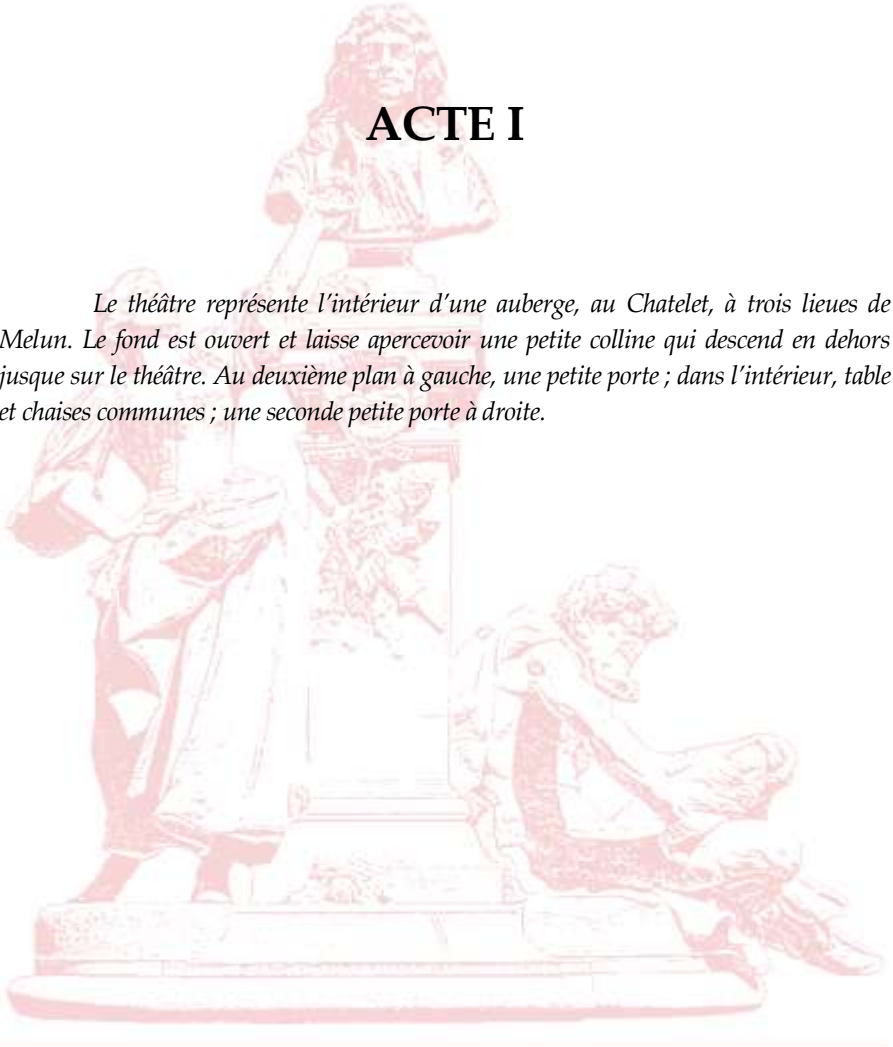 ACTE I
Le théâtre représente l’intérieur d’une auberge, au Chatelet, à trois lieues de
Melun. Le fond est ouvert et laisse apercevoir une petite colline qui descend en dehors
jusque sur le théâtre. Au deuxième plan à gauche, une petite porte ; dans l’intérieur, table
et chaises communes ; une seconde petite porte à droite.